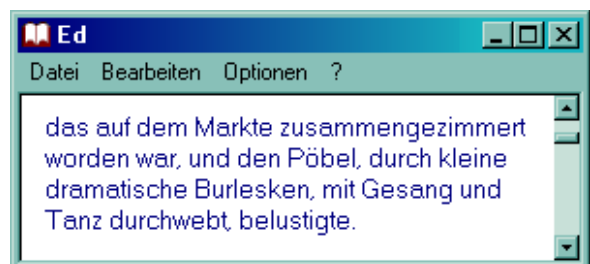 Ed
Datei Bearbeiten Optionen ?
das auf dem Markte zusammengezimmert
worden war, und den Pöbel, durch kleine
dramatische Burlesken, mit Gesang und
Tanz durchwebt, belustigte.